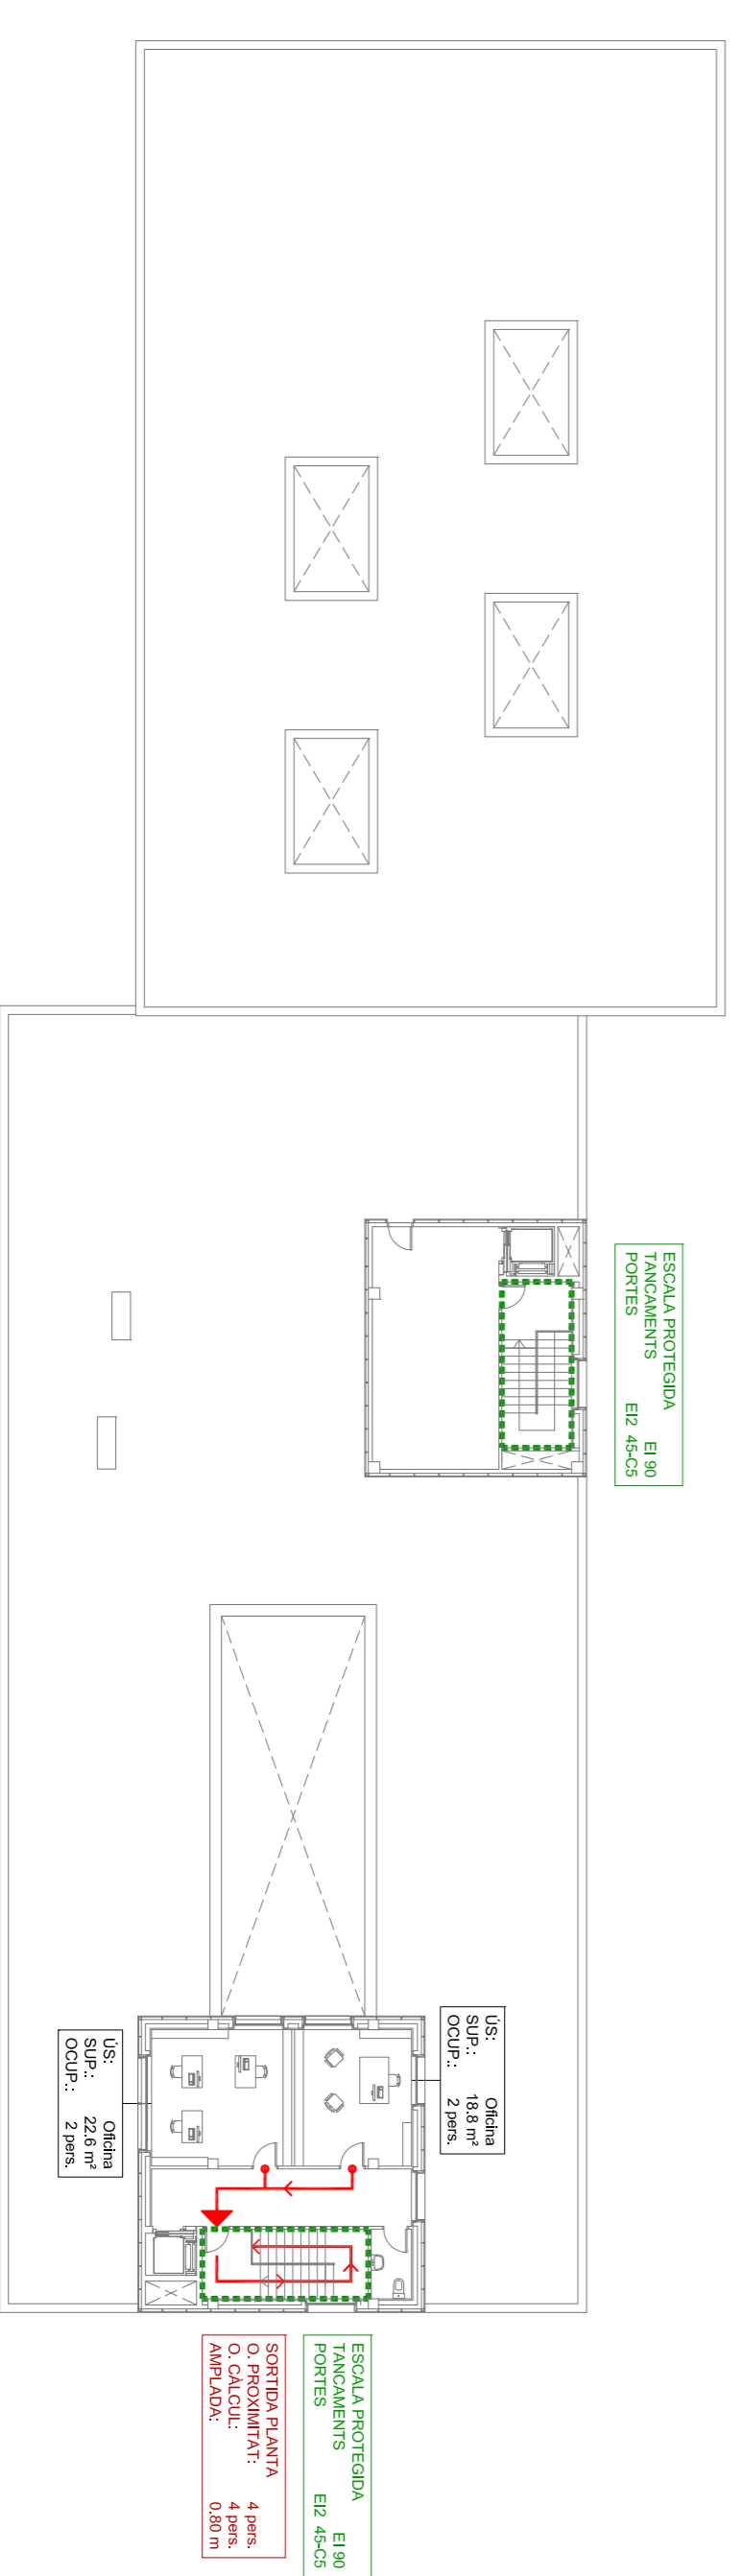 ESCALA PROTEGIDA
TANCAMENTS EI 90
PORTES EI2 45-C5
ÚS: Oficina
SUP.: 18.8 m²
OCUP.: 2 pers.
ÚS: Oficina
SUP.: 22.6 m²
OCUP.: 2 pers.
ESCALA PROTEGIDA
TANCAMENTS EI 90
PORTES EI2 45-C5
SORTIDA PLANTA
O. PROXIMITAT: 4 pers.
O. CÀLCUL: 4 pers.
AMPLADA: 0.80 m